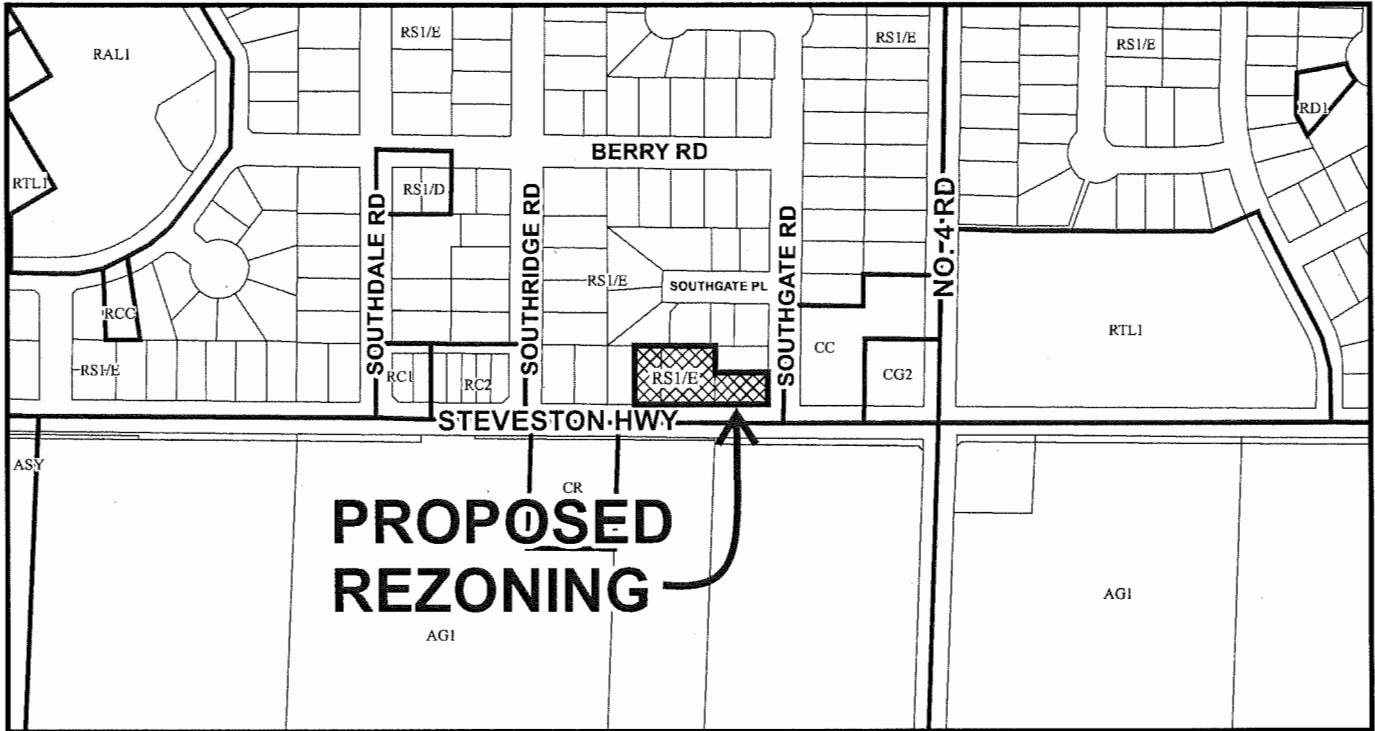 RAL1
RS1/E
RS1/E
RS1/E
RD1
BERRY RD
RTL1
RS1/D
SOUTHDALE RD
SOUTHRIDGE RD
SOUTHGATE RD
NO. 4 RD
RS1/E
SOUTHGATE PL
RCC
RTL1
CC
RS1/E
RC1
RC2
RS1/E
CG2
STEVESTON HWY
ASY
CR
PROPOSED
REZONING
AG1
AG1